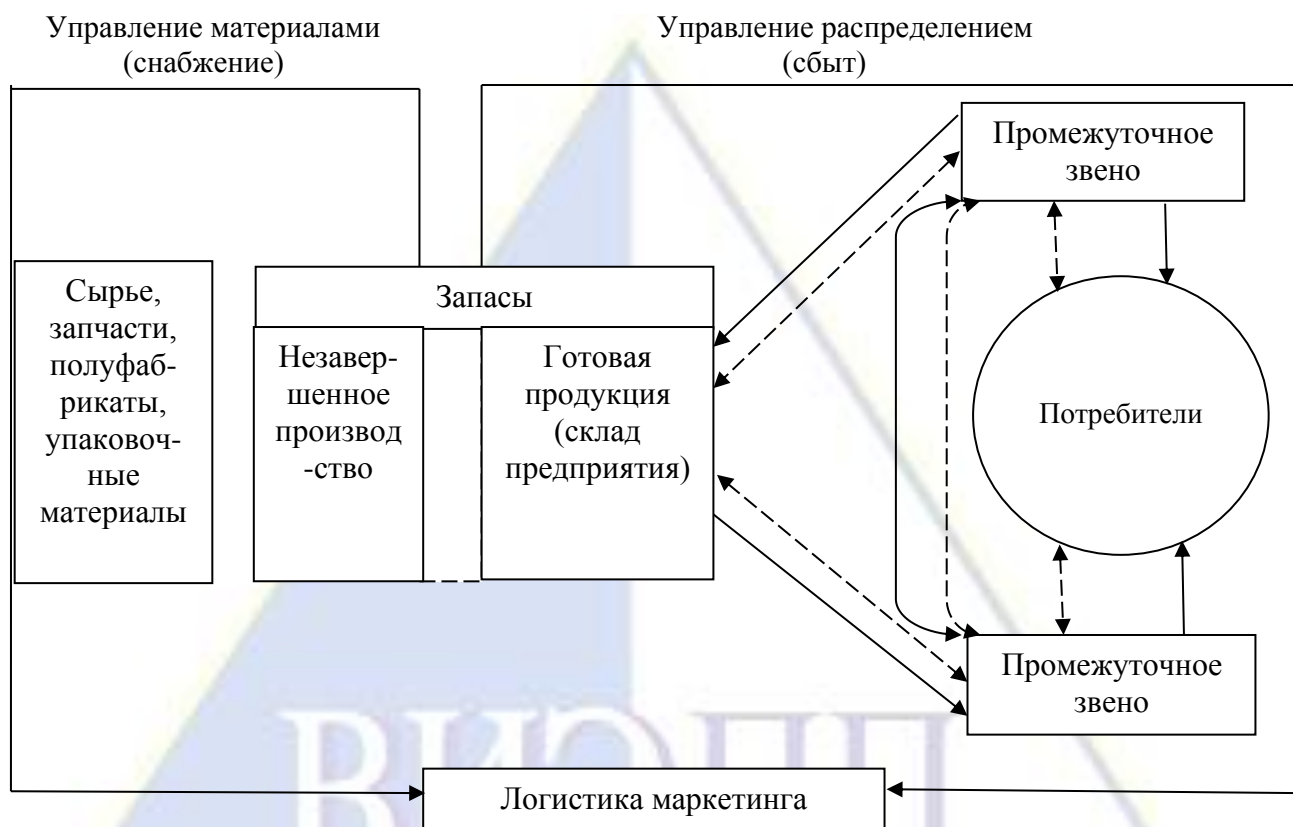 Управление материалами
(снабжение)
Управление распределением
(сбыт)
Промежуточное
звено
Сырье,
запчасти,
полуфаб-
рикаты,
упаковоч-
ные
материалы
Запасы
Незавер-
шенное
производ
-ство
Готовая
продукция
(склад
предприятия)
Потребители
Промежуточное
звено
ВИЭПП
Логистика маркетинга